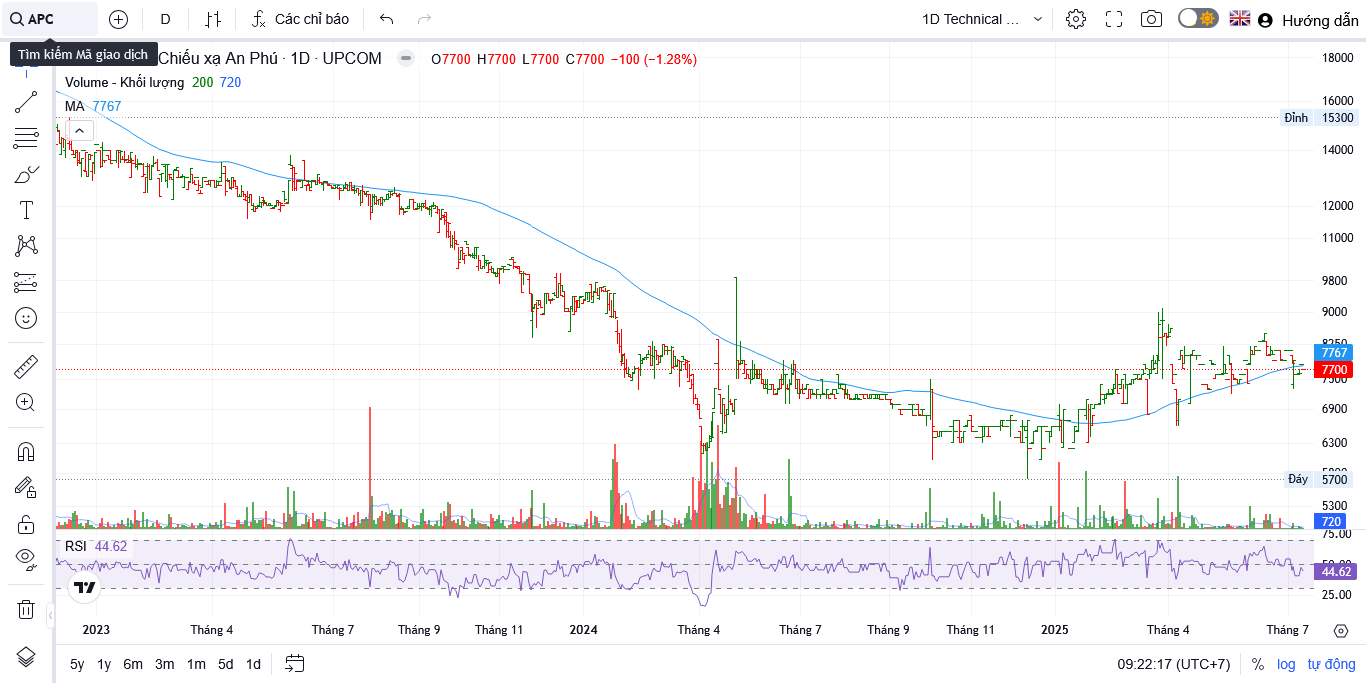 APC D Các chỉ báo 1D Technical ... Hướng dẫn
Tìm kiếm Mã giao dịch
Chiếu xạ An Phú · 1D · UPCOM O7700 H7700 L7700 C7700 −100 (−1.28%)
Volume - Khối lượng 200 720
MA 7767
18000
16000
Đỉnh 15300
14000
12000
11000
9800
9000
8250
7767
7700
7500
6900
6300
5800
Đáy 5700
5300
720
75.00
RSI 44.62
50.00
44.62
25.00
2023 Tháng 4 Tháng 7 Tháng 9 Tháng 11 2024 Tháng 4 Tháng 7 Tháng 9 Tháng 11 2025 Tháng 4 Tháng 7
5y 1y 6m 3m 1m 5d 1d 09:22:17 (UTC+7) % log tự động